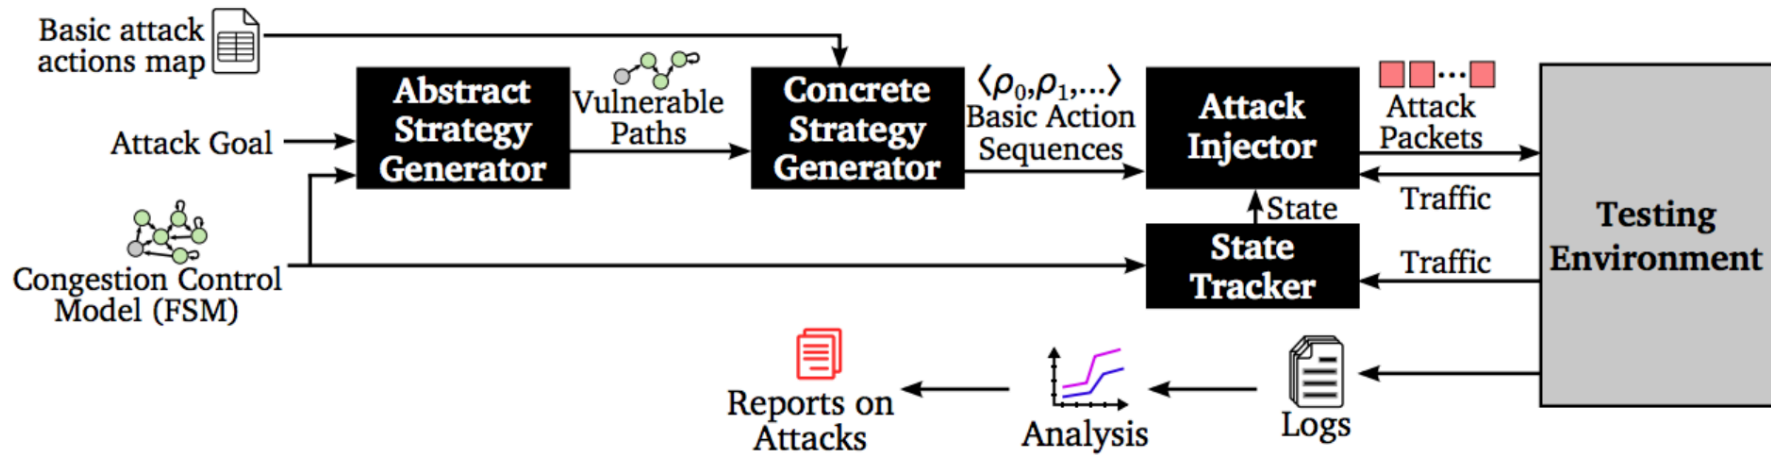 Basic attack
actions map
Attack Goal
Congestion Control
Model (FSM)
Abstract
Strategy
Generator
Vulnerable
Paths
Concrete
Strategy
Generator
⟨ρ₀,ρ₁,...⟩
Basic Action
Sequences
Attack
Injector
Attack
Packets
Traffic
State
State
Tracker
Traffic
Testing
Environment
Logs
Analysis
Reports on
Attacks